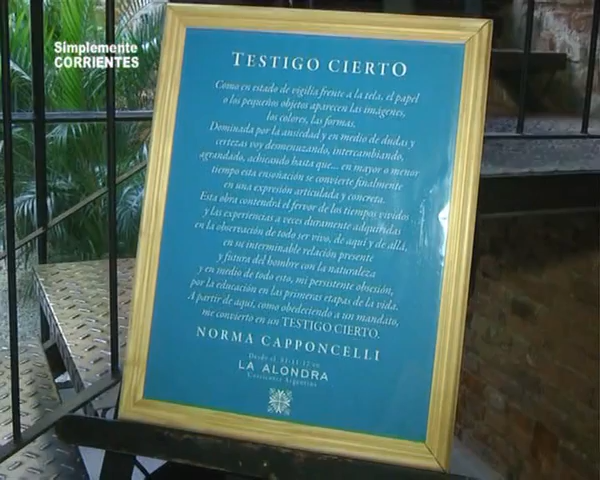 Simplemente
CORRIENTES
TESTIGO CIERTO
Como en estado de vigilia frente a la tela, el papel
o los pequeños objetos aparecen las imágenes,
los colores, las formas.
Dominada por la ansiedad y en medio de dudas y
certezas voy desmenuzando, intercambiando,
agrandado, achicando hasta que... en mayor o menor
tiempo esta ensoñación se convierte finalmente
en una expresión articulada y concreta.
Esta obra contendrá el fervor de los tiempos vividos
y las experiencias a veces duramente adquiridas
en la observación de todo ser vivo, de aquí y de allá,
en su interminable relación presente
y futura del hombre con la naturaleza
y en medio de todo esto, mi persistente obsesión,
por la educación en las primeras etapas de la vida.
A partir de aquí, como obedeciendo a un mandato,
me convierto en un TESTIGO CIERTO.
NORMA CAPPONCELLI
Desde el
LA ALONDRA
Corrientes Argentina